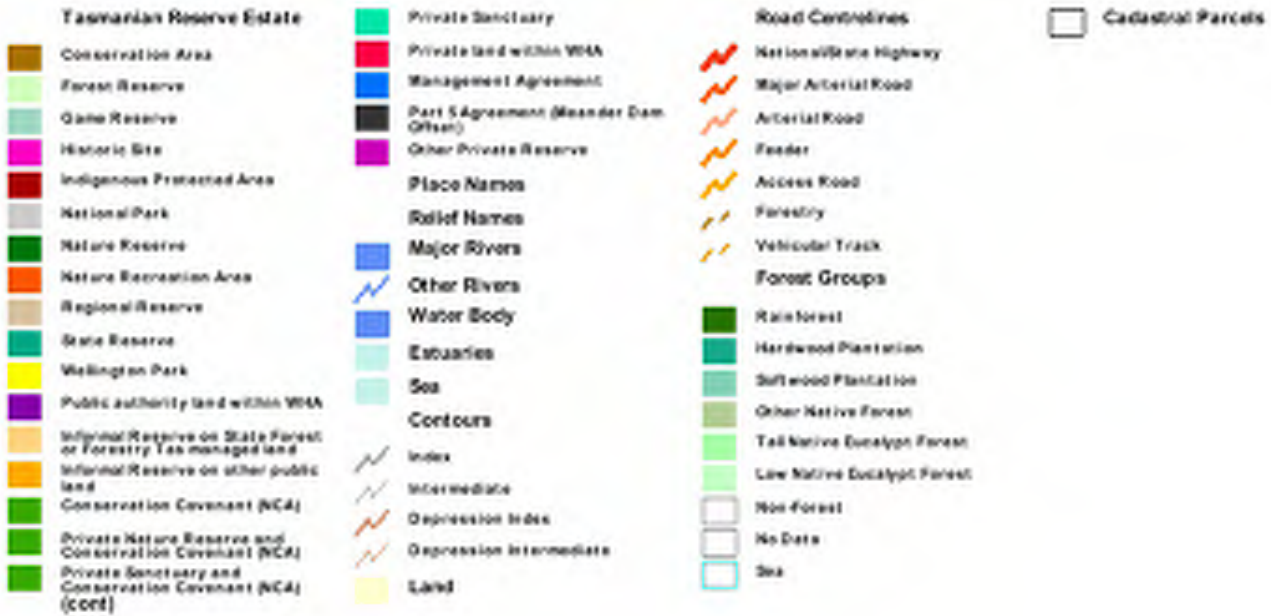 Tasmanian Reserve Estate
Conservation Area
Forest Reserve
Game Reserve
Historic Site
Indigenous Protected Area
National Park
Nature Reserve
Nature Recreation Area
Regional Reserve
State Reserve
Wellington Park
Public authority land within WHA
Informal Reserve on State Forest
or Forestry Tas managed land
Informal Reserve on other public
land
Conservation Covenant (NCA)
Private Nature Reserve and
Conservation Covenant (NCA)
Private Sanctuary and
Conservation Covenant (NCA)
(cont)
Private Sanctuary
Private land within WHA
Management Agreement
Part 5 Agreement (Meander Dam
Offset)
Other Private Reserve
Place Names
Relief Names
Major Rivers
Other Rivers
Water Body
Estuaries
Sea
Contours
Index
Intermediate
Depression Index
Depression Intermediate
Land
Road Centrelines
National/State Highway
Major Arterial Road
Arterial Road
Feeder
Access Road
Forestry
Vehicular Track
Forest Groups
Rainforest
Hardwood Plantation
Softwood Plantation
Other Native Forest
Tall Native Eucalypt Forest
Low Native Eucalypt Forest
Non-Forest
No Data
Sea
Cadastral Parcels